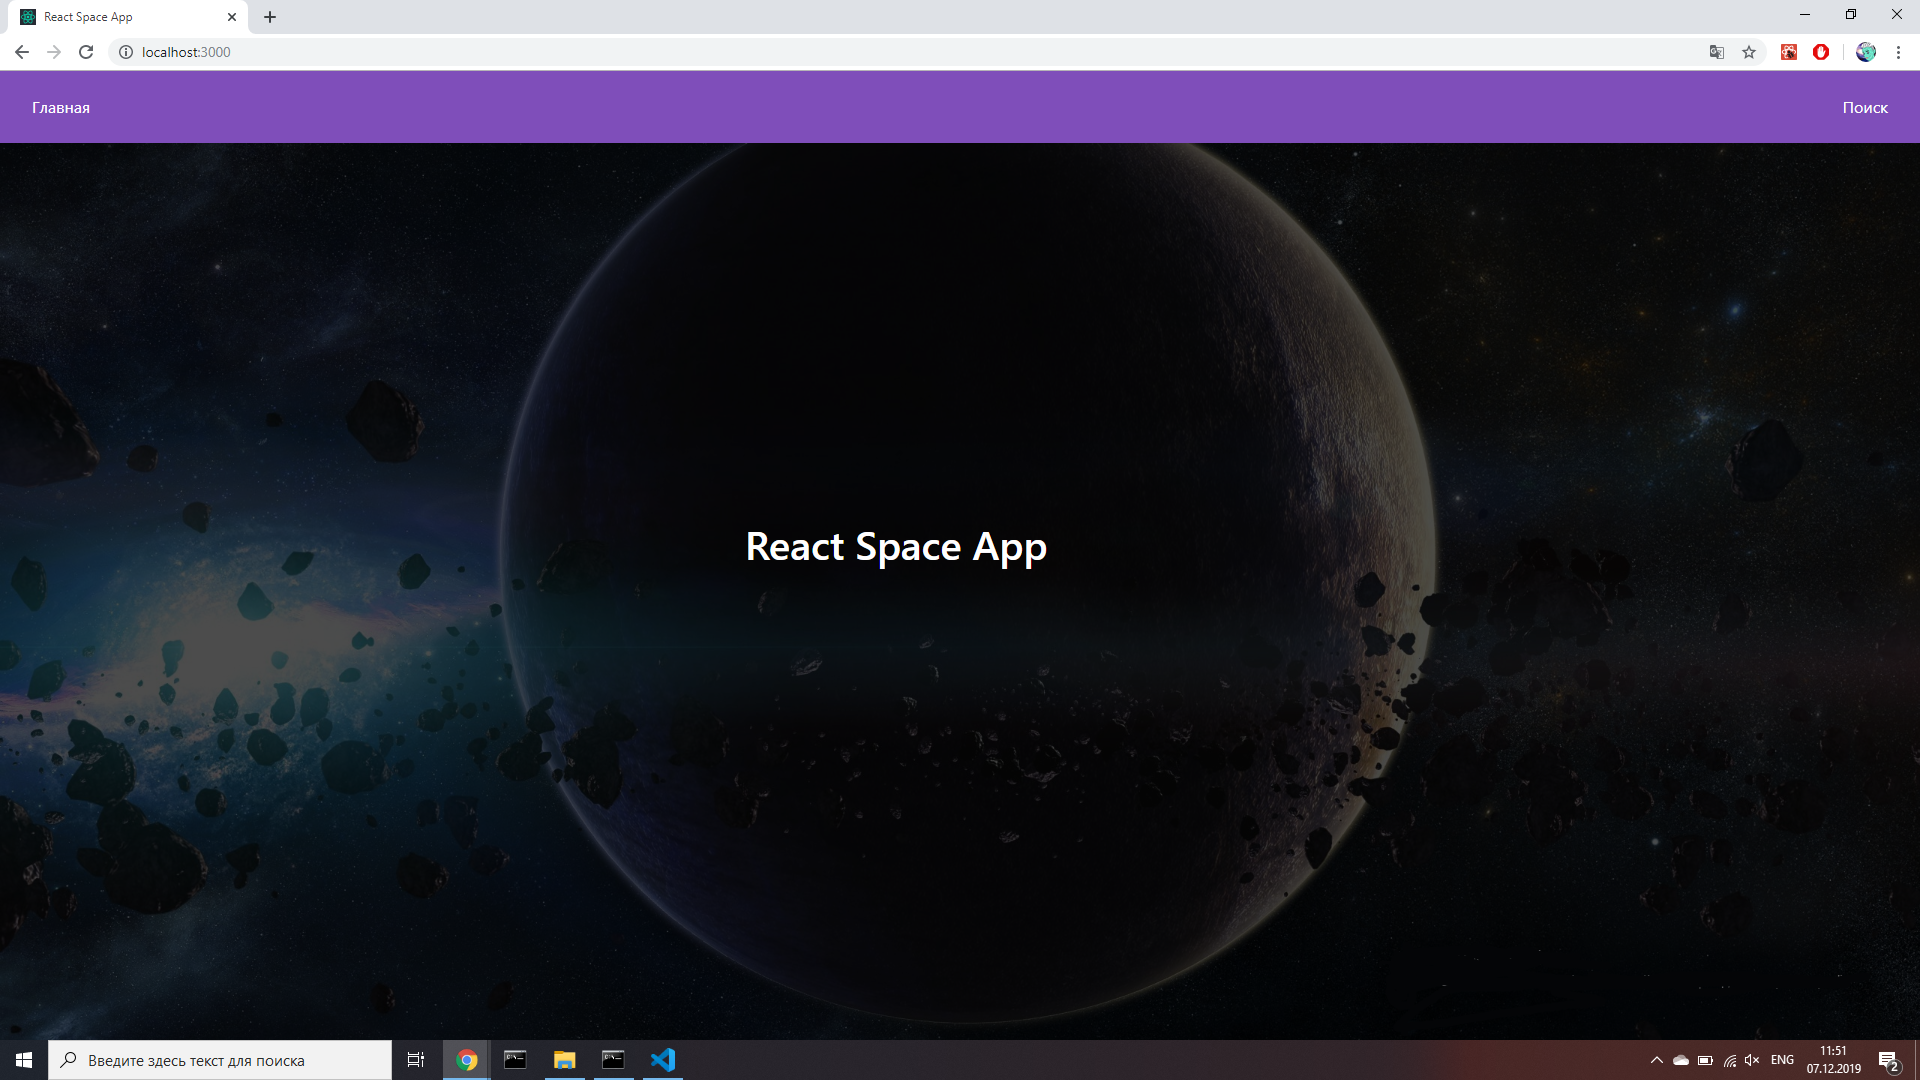 React Space App
localhost:3000
Главная
Поиск
React Space App
Введите здесь текст для поиска
ENG
11:51
07.12.2019
2